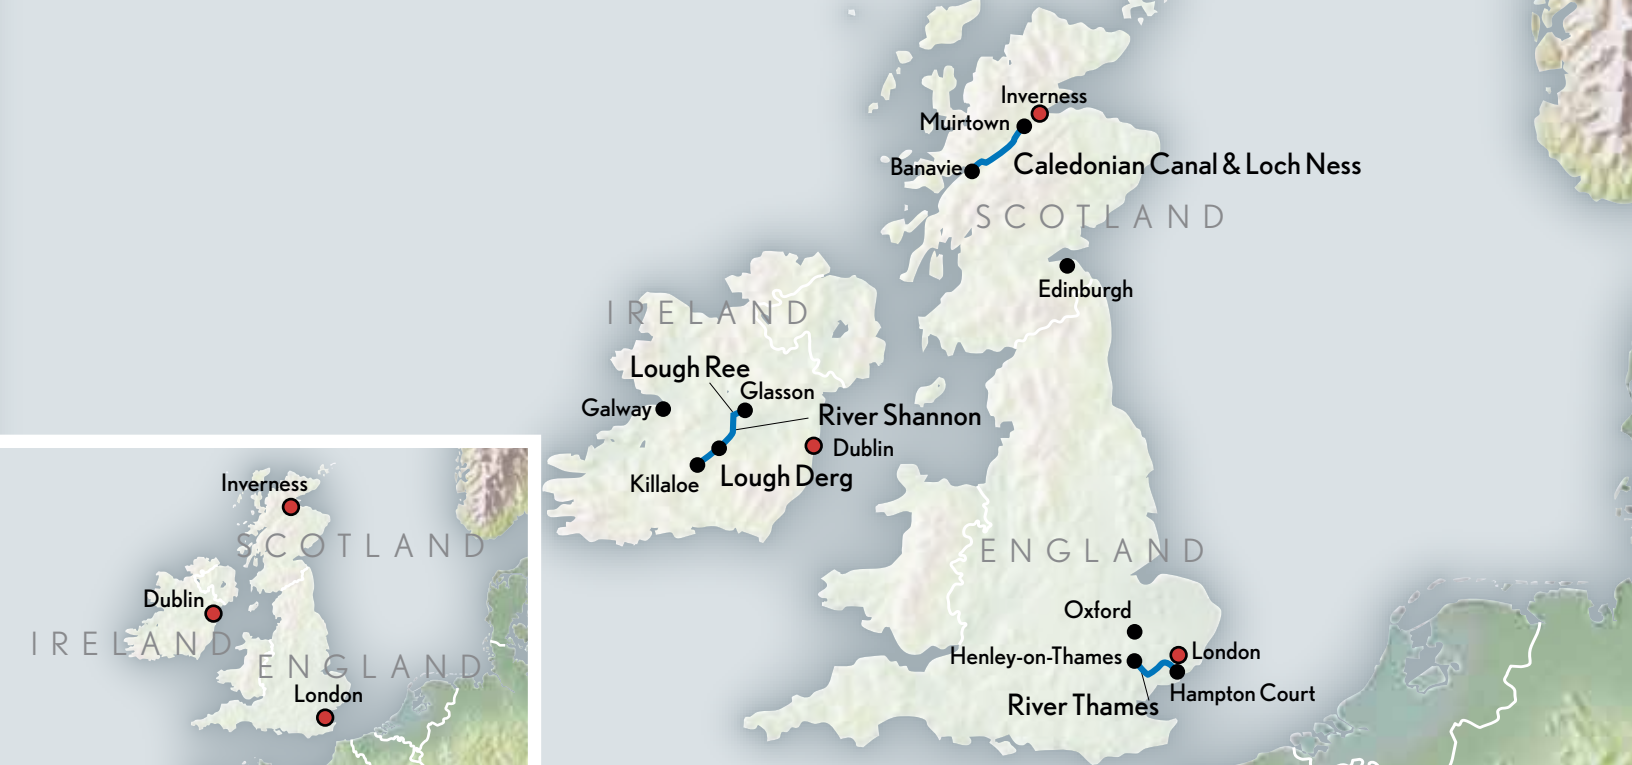 Inverness
Muirtown
Banavie
Caledonian Canal & Loch Ness
SCOTLAND
Edinburgh
IRELAND
Lough Ree
Glasson
Galway
River Shannon
Dublin
Killaloe
Lough Derg
ENGLAND
Oxford
Henley-on-Thames
London
Hampton Court
River Thames
Inverness
SCOTLAND
Dublin
IRELAND
ENGLAND
London